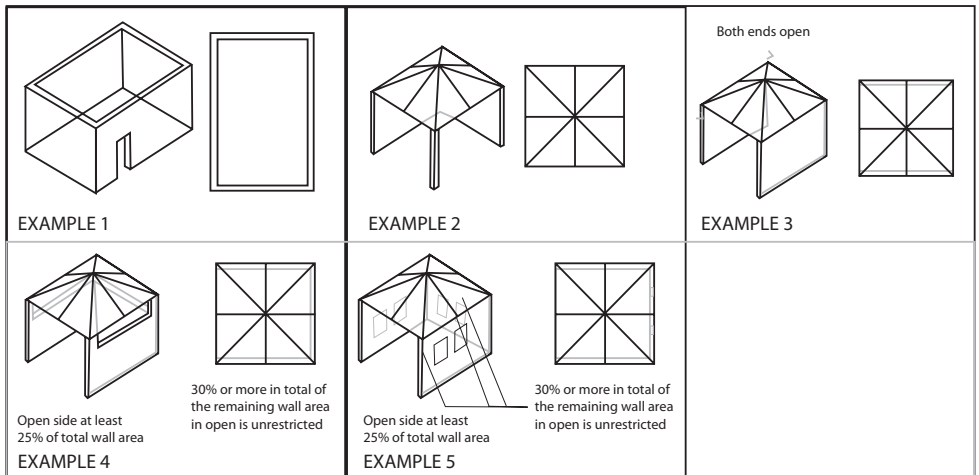 EXAMPLE 1
EXAMPLE 2
Both ends open
EXAMPLE 3
Open side at least
25% of total wall area
30% or more in total of
the remaining wall area
in open is unrestricted
EXAMPLE 4
Open side at least
25% of total wall area
30% or more in total of
the remaining wall area
in open is unrestricted
EXAMPLE 5